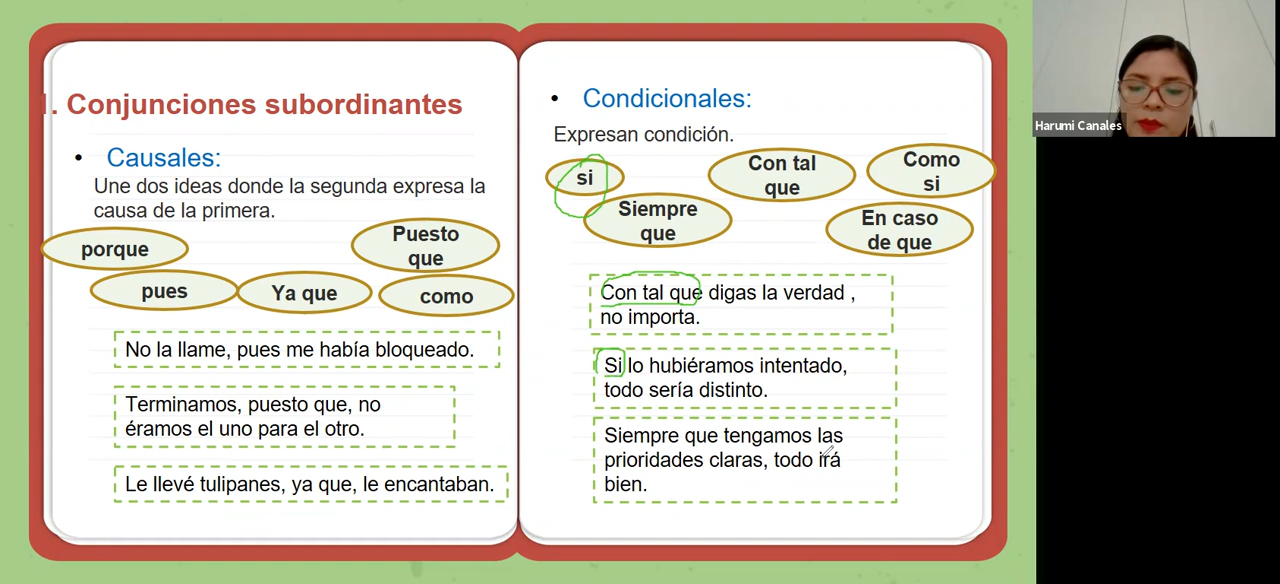 1. Conjunciones subordinantes
• Causales:
Une dos ideas donde la segunda expresa la
causa de la primera.
porque
Puesto
que
pues
Ya que
como
No la llame, pues me había bloqueado.
Terminamos, puesto que, no
éramos el uno para el otro.
Le llevé tulipanes, ya que, le encantaban.
• Condicionales:
Expresan condición.
si
Con tal
que
Como
si
Siempre
que
En caso
de que
Con tal que digas la verdad ,
no importa.
Si lo hubiéramos intentado,
todo sería distinto.
Siempre que tengamos las
prioridades claras, todo irá
bien.
Harumi Canales